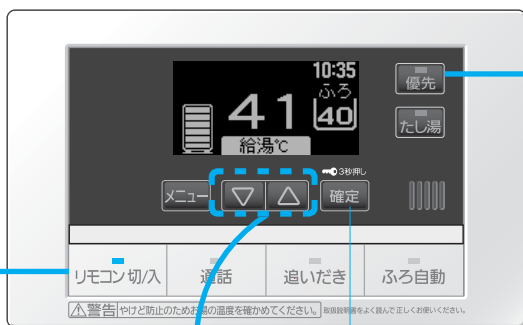 10:35
優先
ふろ
41 40
給湯℃
たし湯
3秒押し
メニュー ▽ △ 確定
リモコン切/入 通話 追いだき ふろ自動
警告 やけど防止のためお湯の温度を確かめてください。 取扱説明書をよく読んで正しくお使いください。